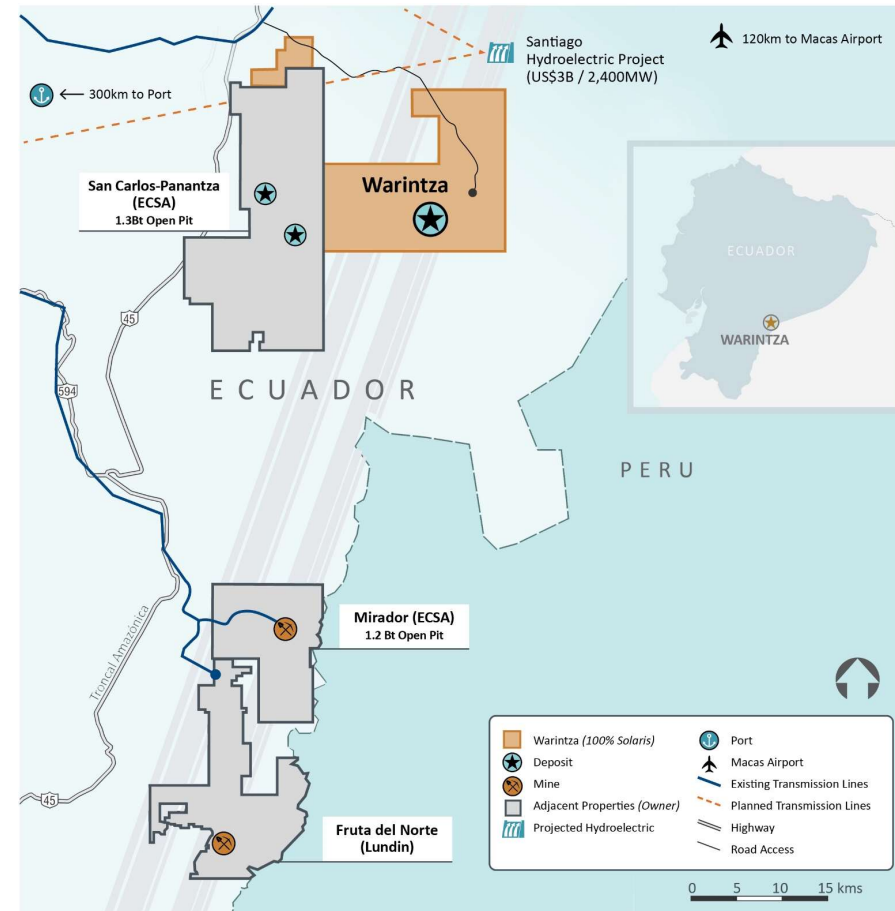 Santiago
Hydroelectric Project
(US$3B / 2,400MW)
120km to Macas Airport
300km to Port
San Carlos-Panantza
(ECSA)
1.3Bt Open Pit
Warintza
ECUADOR
WARINTZA
45
594
ECUADOR
PERU
Mirador (ECSA)
1.2 Bt Open Pit
Troncal Amazónica
45
Fruta del Norte
(Lundin)
Warintza (100% Solaris)
Deposit
Mine
Adjacent Properties (Owner)
Projected Hydroelectric
Port
Macas Airport
Existing Transmission Lines
Planned Transmission Lines
Highway
Road Access
0 5 10 15 kms